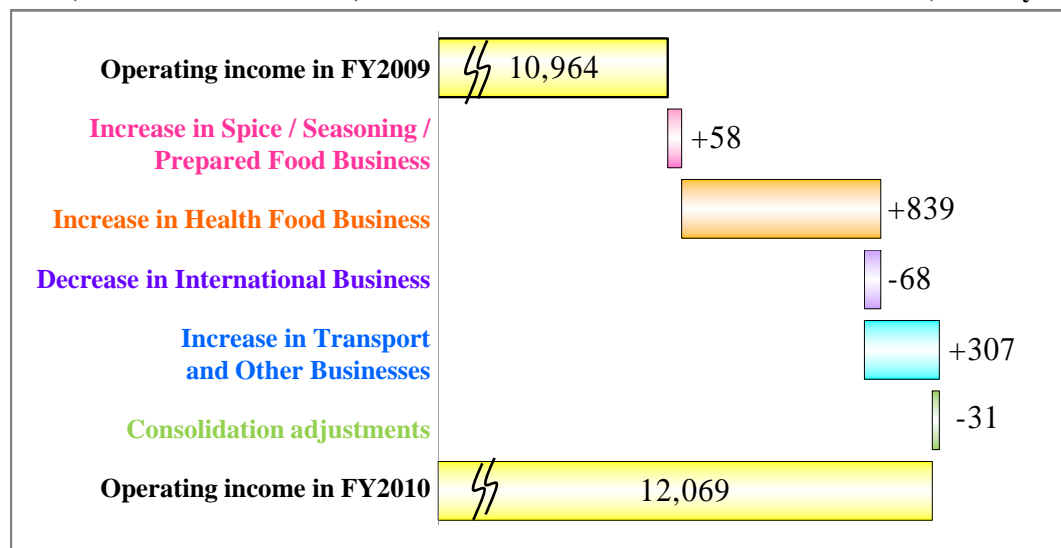 Operating income in FY2009
10,964
Increase in Spice / Seasoning /
Prepared Food Business
+58
Increase in Health Food Business
+839
Decrease in International Business
-68
Increase in Transport
and Other Businesses
+307
Consolidation adjustments
-31
Operating income in FY2010
12,069